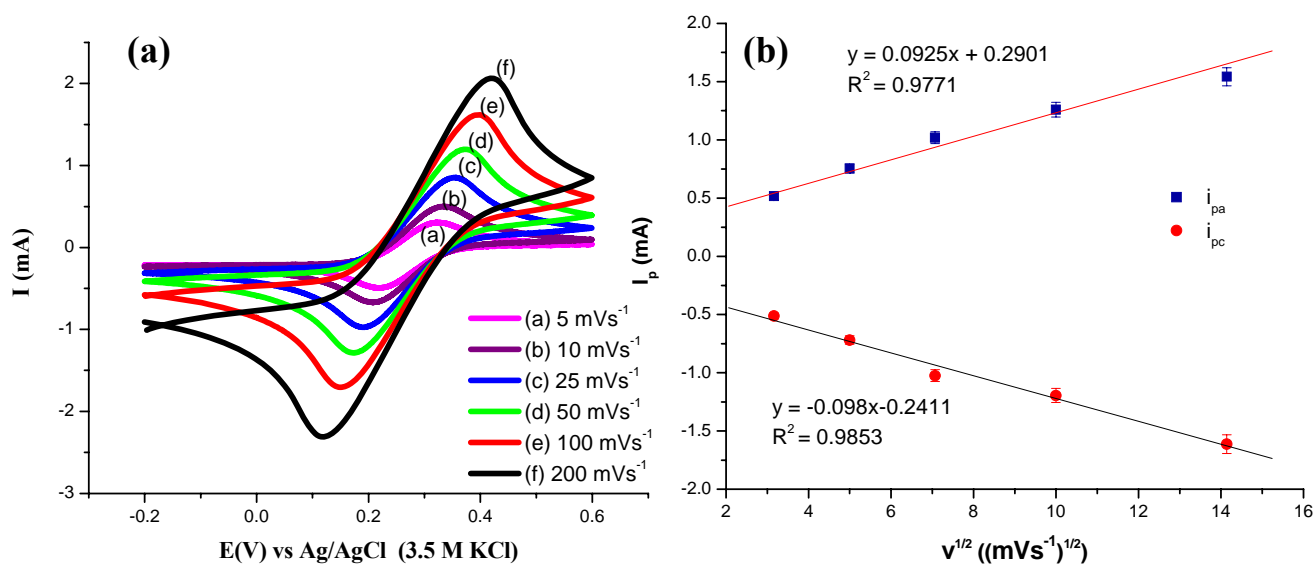 (a)
I (mA)
2
1
0
-1
-2
-3
-0.2
0.0
0.2
0.4
0.6
E(V) vs Ag/AgCl (3.5 M KCl)
(f)
(e)
(d)
(c)
(b)
(a)
(a) 5 mVs⁻¹
(b) 10 mVs⁻¹
(c) 25 mVs⁻¹
(d) 50 mVs⁻¹
(e) 100 mVs⁻¹
(f) 200 mVs⁻¹
(b)
I_p (mA)
2.0
1.5
1.0
0.5
0.0
-0.5
-1.0
-1.5
-2.0
2
4
6
8
10
12
14
16
v^1/2 ((mVs⁻¹)^1/2)
y = 0.0925x + 0.2901
R² = 0.9771
i_pa
i_pc
y = -0.098x-0.2411
R² = 0.9853